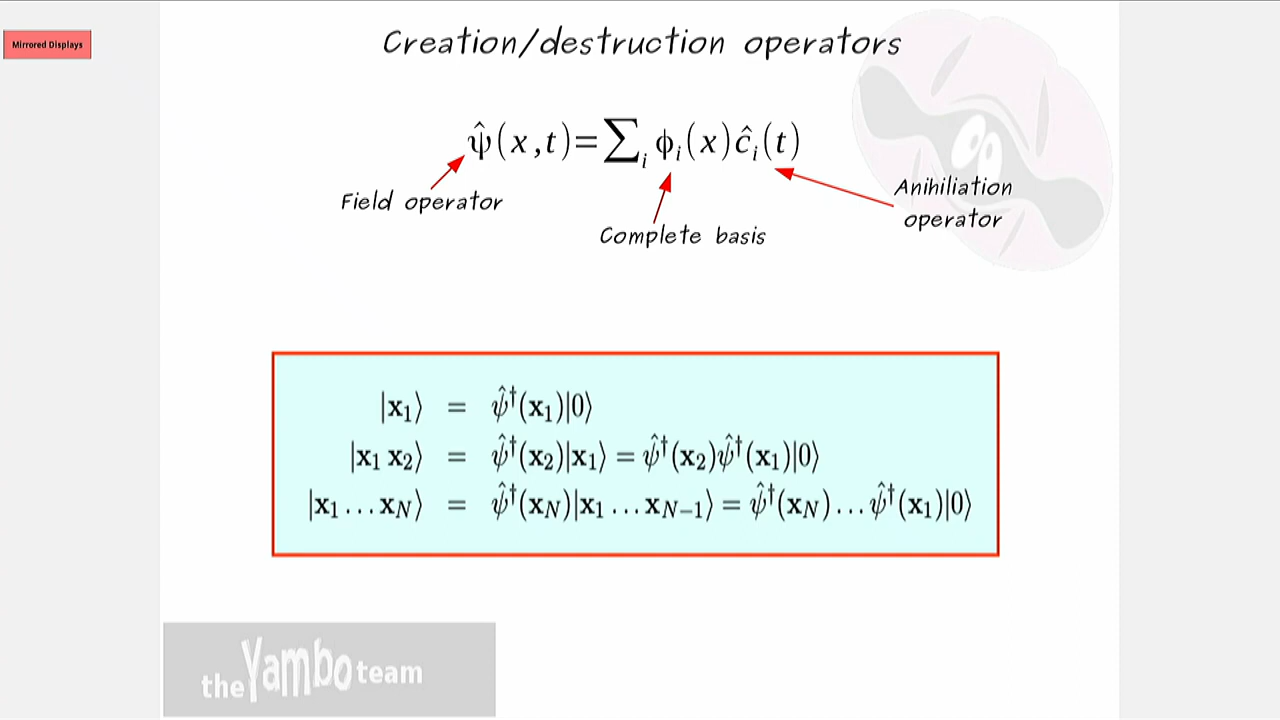 Mirrored Displays
Creation/destruction operators
ψ̂(x,t)=∑ᵢ ϕᵢ(x)ĉᵢ(t)
Field operator
Complete basis
Anihiliation
operator
|x₁⟩ = ψ̂†(x₁)|0⟩
|x₁ x₂⟩ = ψ̂†(x₂)|x₁⟩ = ψ̂†(x₂)ψ̂†(x₁)|0⟩
|x₁…x_N⟩ = ψ̂†(x_N)|x₁…x_{N−1}⟩ = ψ̂†(x_N)…ψ̂†(x₁)|0⟩
the Yambo team